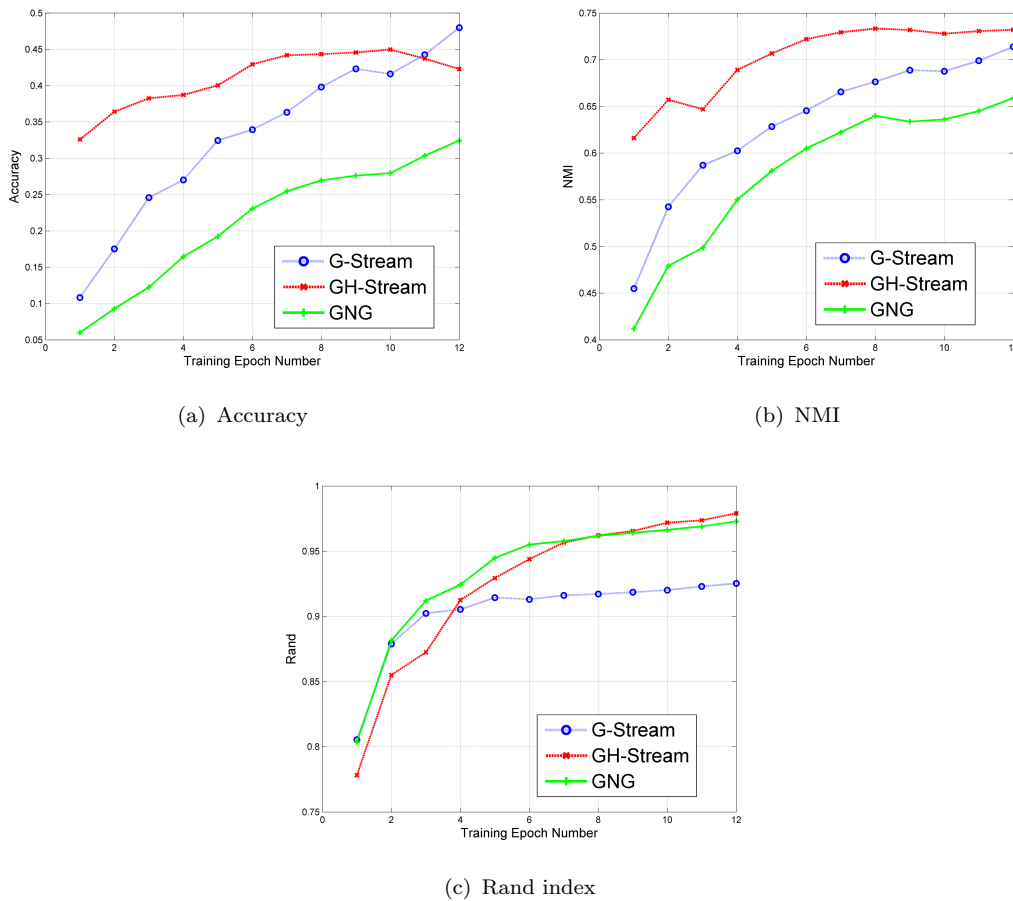 0.5
0.45
0.4
0.35
0.3
0.25
0.2
0.15
0.1
0.05
Accuracy
0 2 4 6 8 10 12
Training Epoch Number
G-Stream
GH-Stream
GNG
(a) Accuracy
0.75
0.7
0.65
0.6
0.55
0.5
0.45
0.4
NMI
0 2 4 6 8 10
Training Epoch Number
G-Stream
GH-Stream
GNG
(b) NMI
1
0.95
0.9
0.85
0.8
0.75
Rand
0 2 4 6 8 10 12
Training Epoch Number
G-Stream
GH-Stream
GNG
(c) Rand index